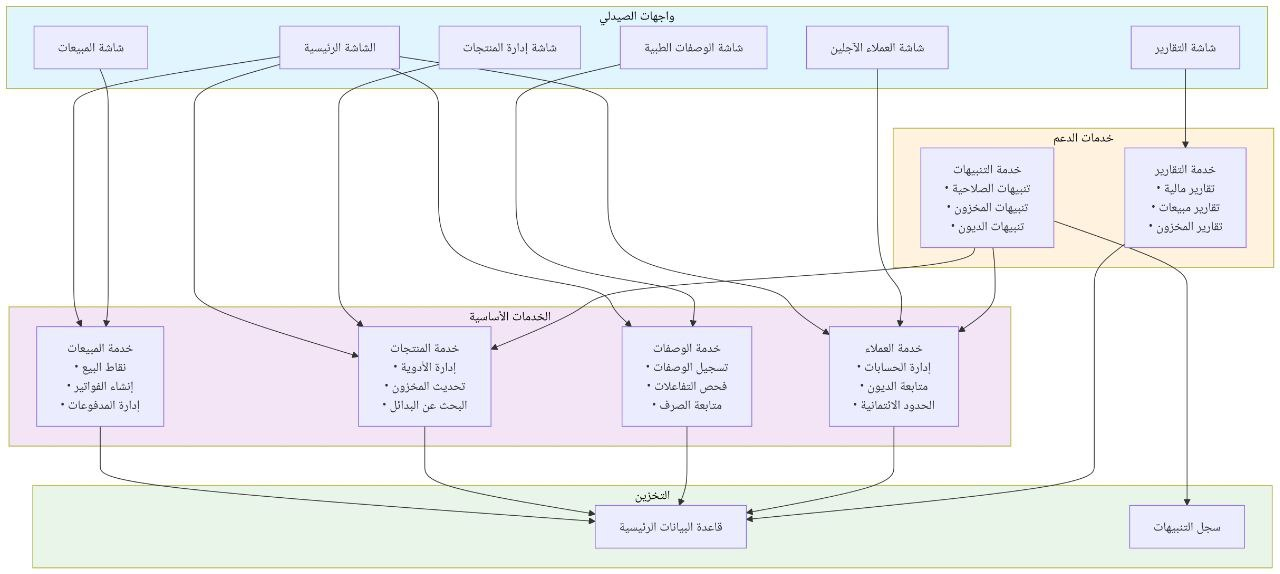 واجهات الصيدلي
شاشة المبيعات
الشاشة الرئيسية
شاشة إدارة المنتجات
شاشة الوصفات الطبية
شاشة العملاء الآجلين
شاشة التقارير
خدمات الدعم
خدمة التنبيهات
• تنبيهات الصلاحية
• تنبيهات المخزون
• تنبيهات الديون
خدمة التقارير
• تقارير مالية
• تقارير مبيعات
• تقارير المخزون
الخدمات الأساسية
خدمة المبيعات
• نقاط البيع
• إنشاء الفواتير
• إدارة المدفوعات
خدمة المنتجات
• إدارة الأدوية
• تحديث المخزون
• البحث عن البدائل
خدمة الوصفات
• تسجيل الوصفات
• فحص التفاعلات
• متابعة الصرف
خدمة العملاء
• إدارة الحسابات
• متابعة الديون
• الحدود الائتمانية
التخزين
قاعدة البيانات الرئيسية
سجل التنبيهات